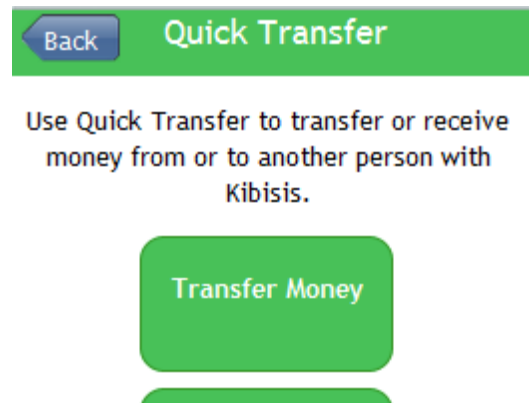 Back
Quick Transfer
Use Quick Transfer to transfer or receive
money from or to another person with
Kibisis.
Transfer Money